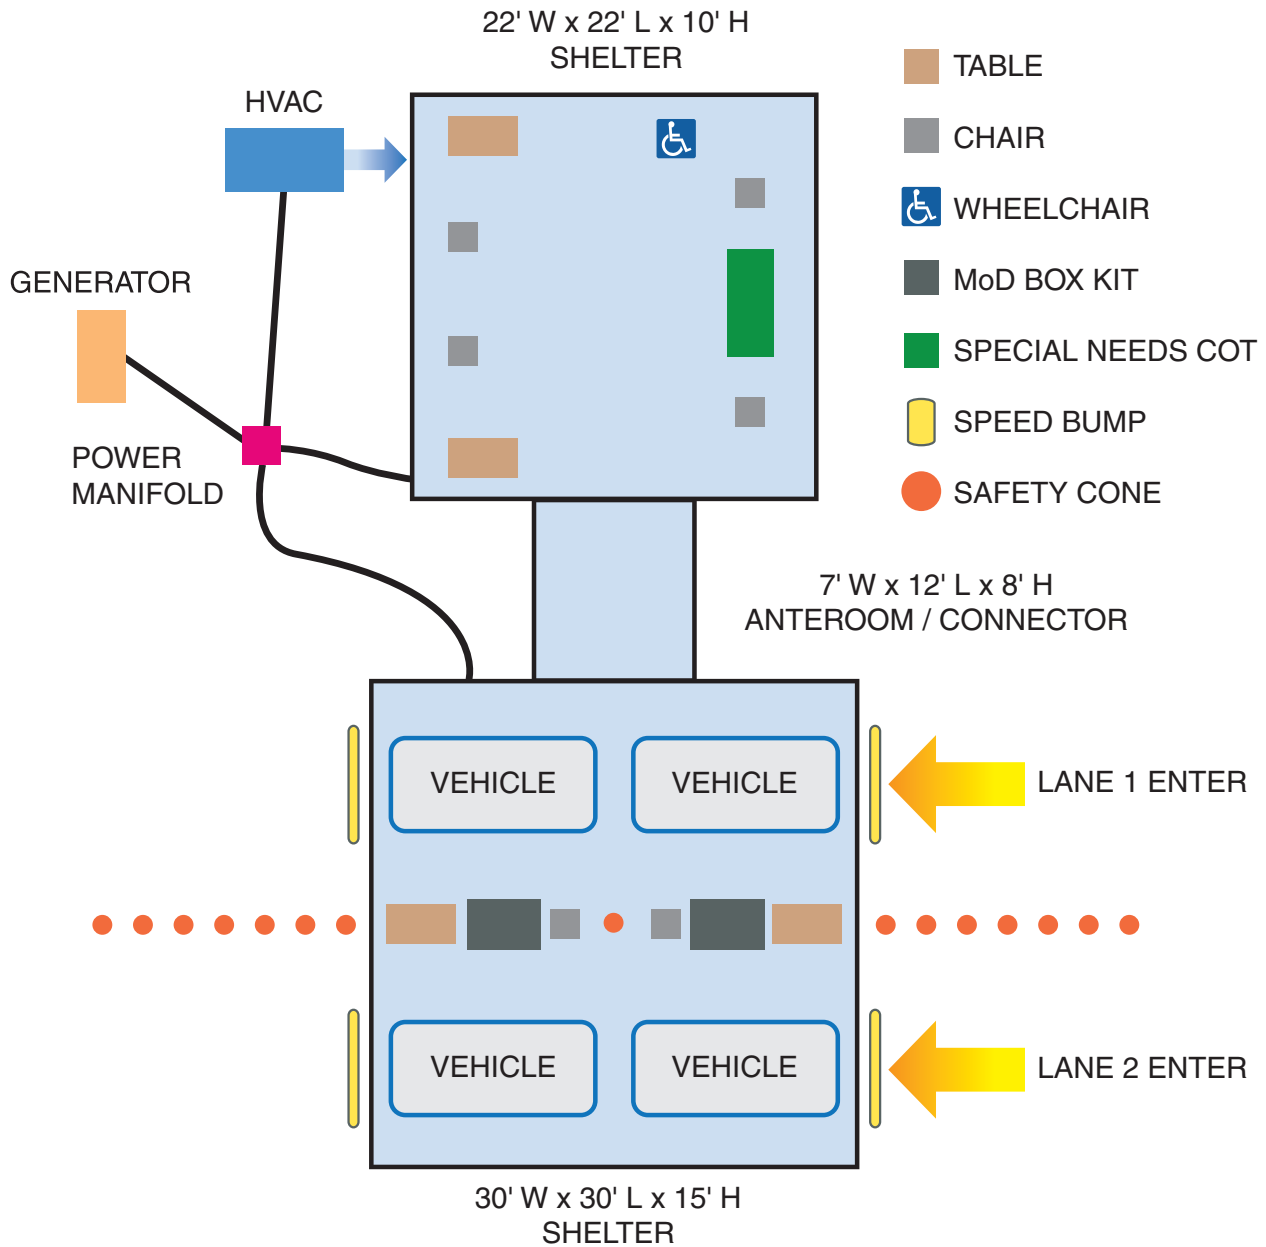 22' W x 22' L x 10' H
SHELTER
TABLE
HVAC
CHAIR
WHEELCHAIR
GENERATOR
MoD BOX KIT
SPECIAL NEEDS COT
SPEED BUMP
POWER
MANIFOLD
SAFETY CONE
7' W x 12' L x 8' H
ANTEROOM / CONNECTOR
VEHICLE
VEHICLE
LANE 1 ENTER
VEHICLE
VEHICLE
LANE 2 ENTER
30' W x 30' L x 15' H
SHELTER